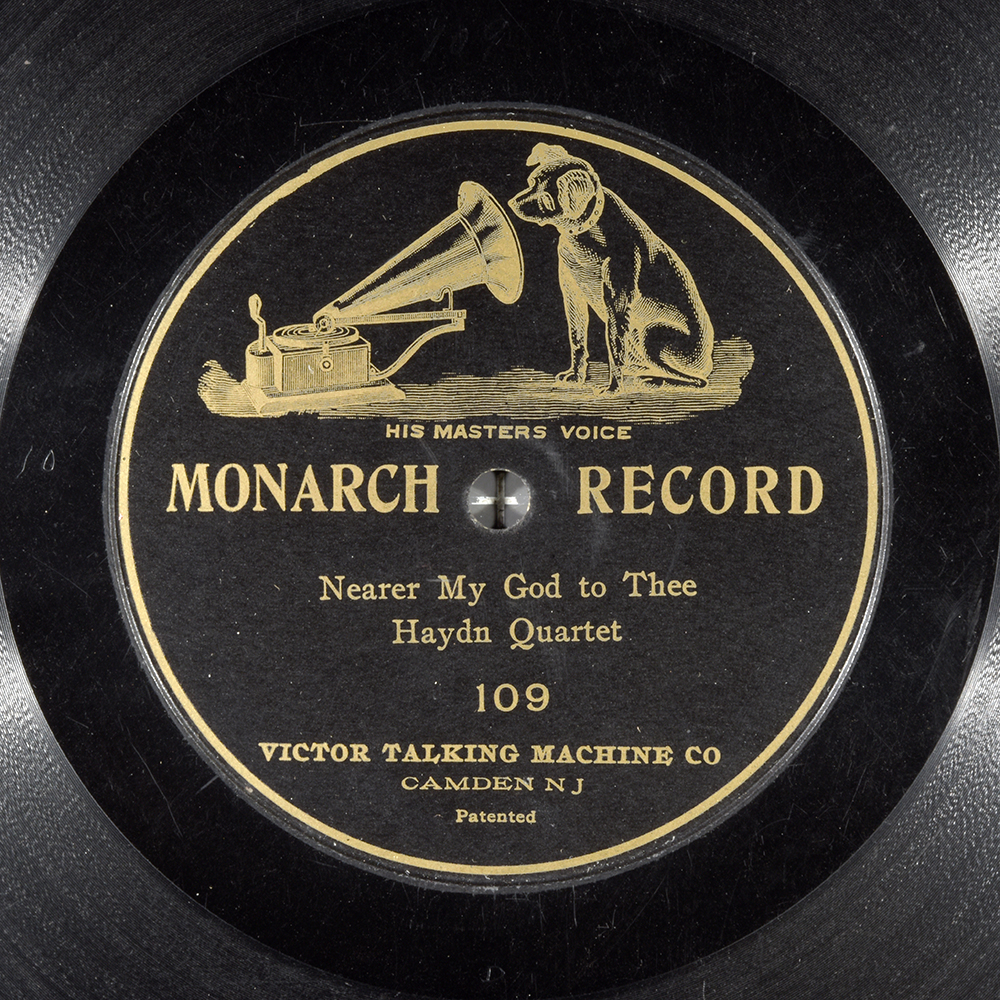 HIS MASTERS VOICE
MONARCH RECORD
Nearer My God to Thee
Haydn Quartet
109
VICTOR TALKING MACHINE CO
CAMDEN N J
Patented
10